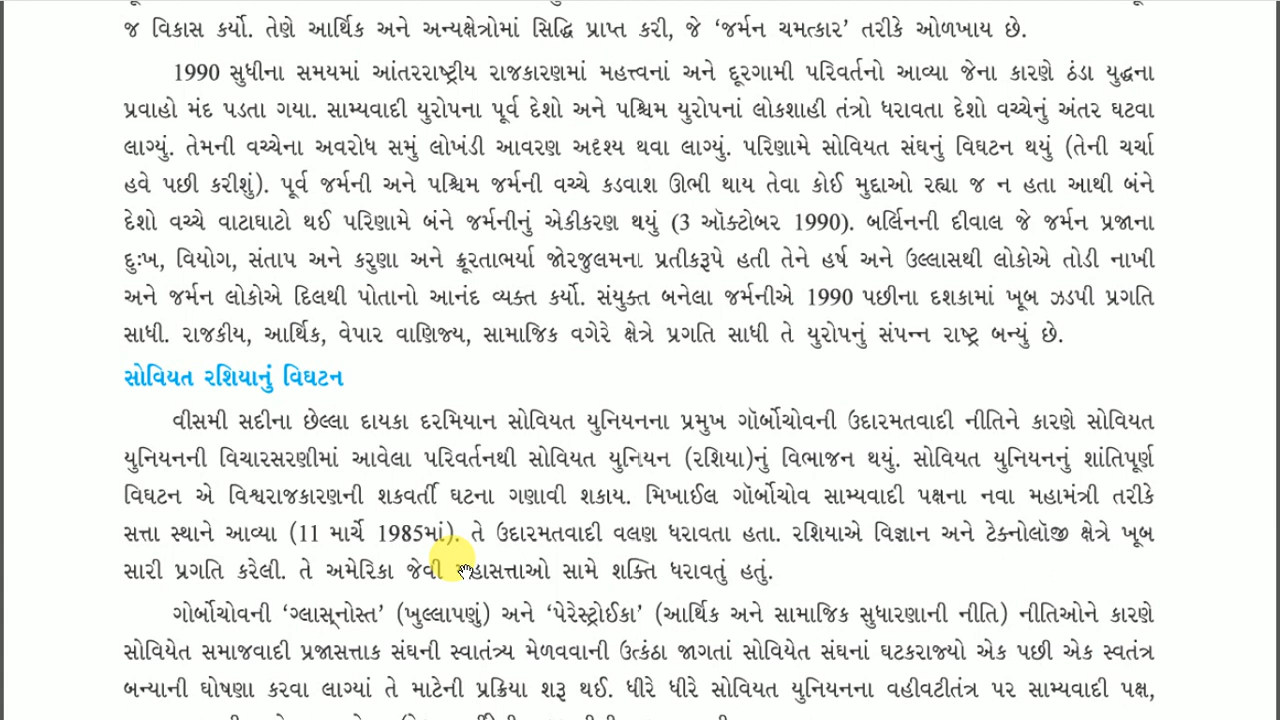 જ વિકાસ કર્યો. તેણે આર્થિક અને અન્યક્ષેત્રોમાં સિદ્ધિ પ્રાપ્ત કરી, જે ‘જર્મન ચમત્કાર’ તરીકે ઓળખાય છે.
1990 સુધીના સમયમાં આંતરરાષ્ટ્રીય રાજકારણમાં મહત્ત્વનાં અને દૂરગામી પરિવર્તનો આવ્યા જેના કારણે ઠંડા યુદ્ધના
પ્રવાહો મંદ પડતા ગયા. સામ્યવાદી યુરોપના પૂર્વ દેશો અને પશ્ચિમ યુરોપનાં લોકશાહી તંત્રો ધરાવતા દેશો વચ્ચેનું અંતર ઘટવા
લાગ્યું. તેમની વચ્ચેના અવરોધ સમું લોખંડી આવરણ અદૃશ્ય થવા લાગ્યું. પરિણામે સોવિયત સંઘનું વિઘટન થયું (તેની ચર્ચા
હવે પછી કરીશું). પૂર્વ જર્મની અને પશ્ચિમ જર્મની વચ્ચે કડવાશ ઊભી થાય તેવા કોઈ મુદ્દાઓ રહ્યા જ ન હતા આથી બંને
દેશો વચ્ચે વાટાઘાટો થઈ પરિણામે બંને જર્મનીનું એકીકરણ થયું (3 ઑક્ટોબર 1990). બર્લિનની દીવાલ જે જર્મન પ્રજાના
દુઃખ, વિયોગ, સંતાપ અને કરુણા અને ક્રૂરતાભર્યા જોરજુલમના પ્રતીકરૂપે હતી તેને હર્ષ અને ઉલ્લાસથી લોકોએ તોડી નાખી
અને જર્મન લોકોએ દિલથી પોતાનો આનંદ વ્યક્ત કર્યો. સંયુક્ત બનેલા જર્મનીએ 1990 પછીના દશકામાં ખૂબ ઝડપી પ્રગતિ
સાધી. રાજકીય, આર્થિક, વેપાર વાણિજ્ય, સામાજિક વગેરે ક્ષેત્રે પ્રગતિ સાધી તે યુરોપનું સંપન્ન રાષ્ટ્ર બન્યું છે.
સોવિયત રશિયાનું વિઘટન
વીસમી સદીના છેલ્લા દાયકા દરમિયાન સોવિયત યુનિયનના પ્રમુખ ગૉર્બોચોવની ઉદારમતવાદી નીતિને કારણે સોવિયત
યુનિયનની વિચારસરણીમાં આવેલા પરિવર્તનથી સોવિયત યુનિયન (રશિયા)નું વિભાજન થયું. સોવિયત યુનિયનનું શાંતિપૂર્ણ
વિઘટન એ વિશ્વરાજકારણની શકવર્તી ઘટના ગણાવી શકાય. મિખાઈલ ગૉર્બોચોવ સામ્યવાદી પક્ષના નવા મહામંત્રી તરીકે
સત્તા સ્થાને આવ્યા (11 માર્ચ 1985માં). તે ઉદારમતવાદી વલણ ધરાવતા હતા. રશિયાએ વિજ્ઞાન અને ટેક્નોલૉજી ક્ષેત્રે ખૂબ
સારી પ્રગતિ કરેલી. તે અમેરિકા જેવી મહાસત્તાઓ સામે શક્તિ ધરાવતું હતું.
ગોર્બોચોવની ‘ગ્લાસ્નોસ્ત’ (ખુલ્લાપણું) અને ‘પેરેસ્ટ્રોઈકા’ (આર્થિક અને સામાજિક સુધારણાની નીતિ) નીતિઓને કારણે
સોવિયેત સમાજવાદી પ્રજાસત્તાક સંઘની સ્વાતંત્ર્ય મેળવવાની ઉત્કંઠા જાગતાં સોવિયેત સંઘનાં ઘટકરાજ્યો એક પછી એક સ્વતંત્ર
બન્યાની ઘોષણા કરવા લાગ્યાં તે માટેની પ્રક્રિયા શરૂ થઈ. ધીરે ધીરે સોવિયત યુનિયનના વહીવટીતંત્ર પર સામ્યવાદી પક્ષ,